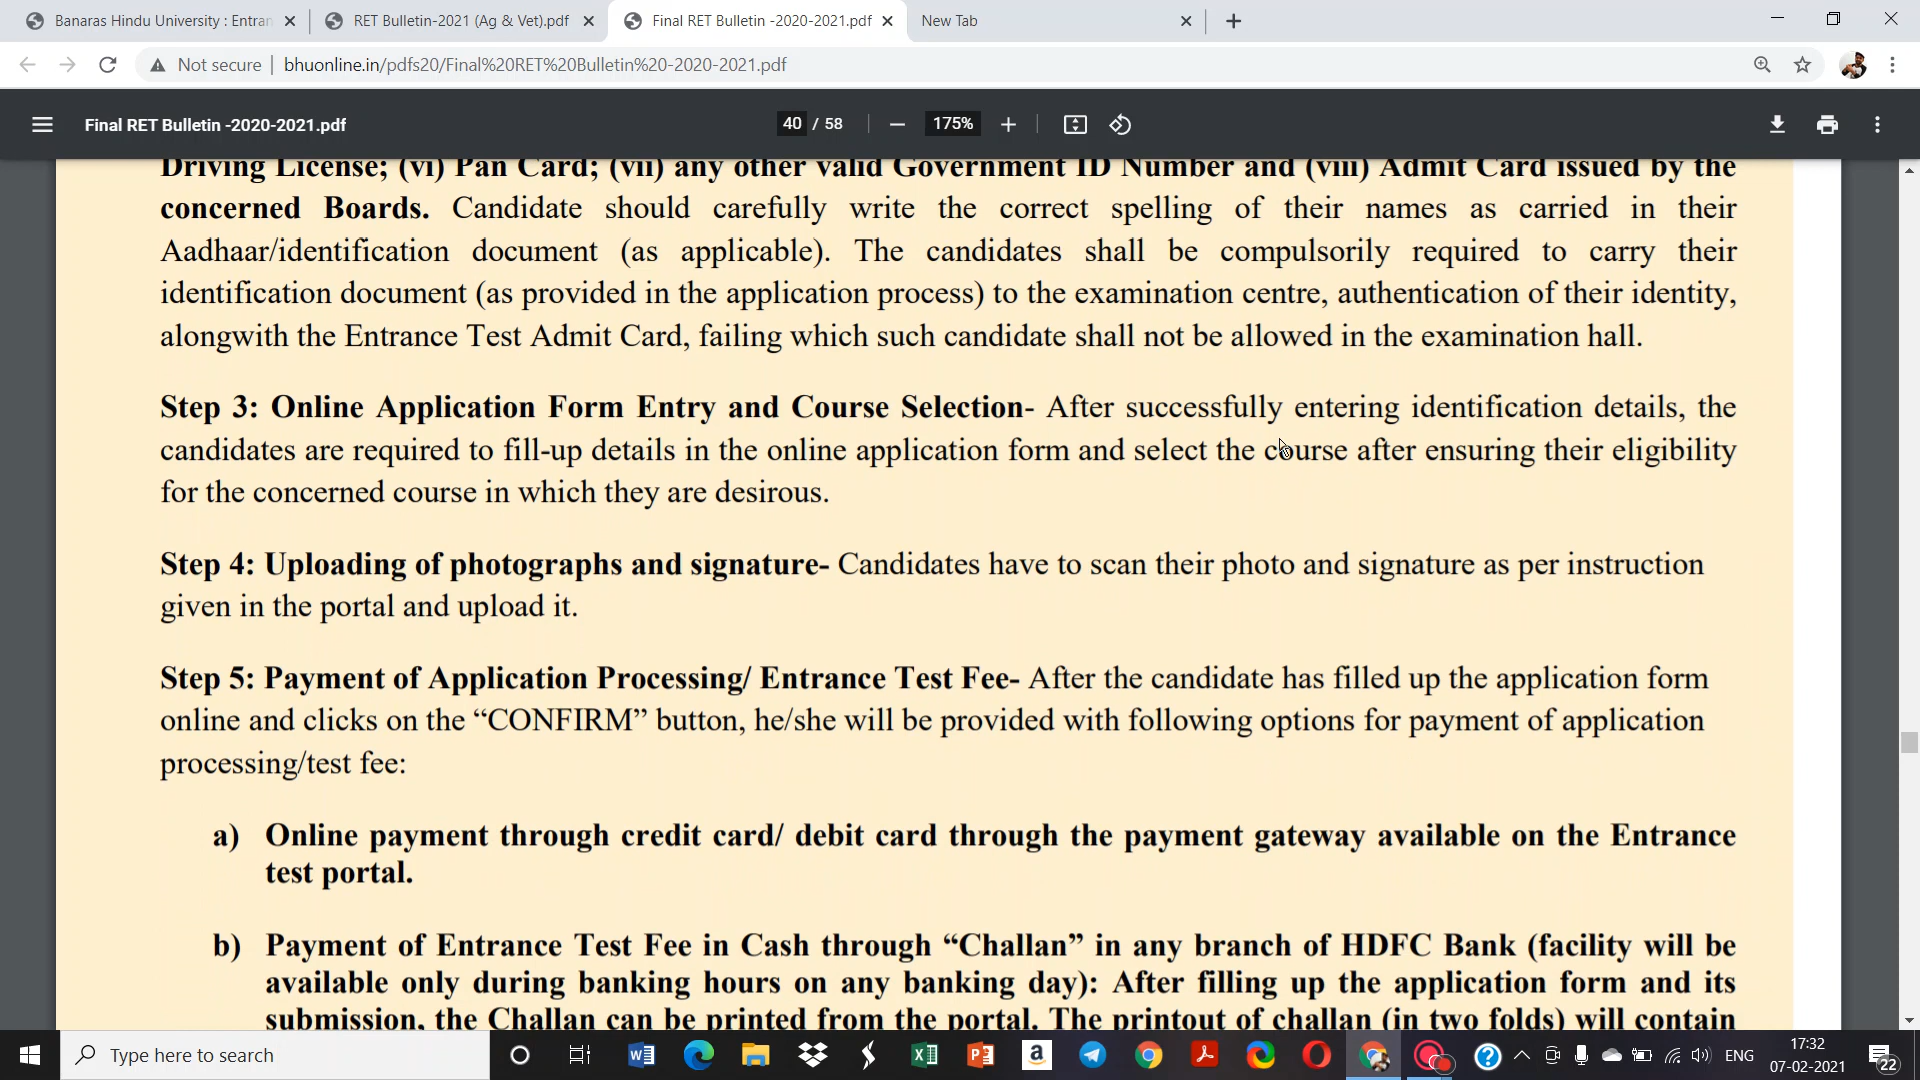 Banaras Hindu University : Entran
RET Bulletin-2021 (Ag & Vet).pdf
Final RET Bulletin -2020-2021.pdf
New Tab
Not secure
bhuonline.in/pdfs20/Final%20RET%20Bulletin%20-2020-2021.pdf
Final RET Bulletin -2020-2021.pdf
40 / 58
175%
Driving License; (vi) Pan Card; (vii) any other valid Government ID Number and (viii) Admit Card issued by the
concerned Boards. Candidate should carefully write the correct spelling of their names as carried in their
Aadhaar/identification document (as applicable). The candidates shall be compulsorily required to carry their
identification document (as provided in the application process) to the examination centre, authentication of their identity,
alongwith the Entrance Test Admit Card, failing which such candidate shall not be allowed in the examination hall.
Step 3: Online Application Form Entry and Course Selection- After successfully entering identification details, the
candidates are required to fill-up details in the online application form and select the course after ensuring their eligibility
for the concerned course in which they are desirous.
Step 4: Uploading of photographs and signature- Candidates have to scan their photo and signature as per instruction
given in the portal and upload it.
Step 5: Payment of Application Processing/ Entrance Test Fee- After the candidate has filled up the application form
online and clicks on the “CONFIRM” button, he/she will be provided with following options for payment of application
processing/test fee:
a) Online payment through credit card/ debit card through the payment gateway available on the Entrance
test portal.
b) Payment of Entrance Test Fee in Cash through “Challan” in any branch of HDFC Bank (facility will be
available only during banking hours on any banking day): After filling up the application form and its
submission, the Challan can be printed from the portal. The printout of challan (in two folds) will contain
Type here to search
ENG
17:32
07-02-2021
22